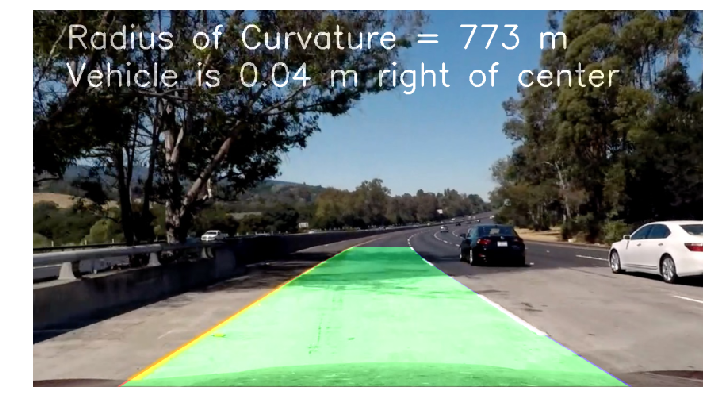 Radius of Curvature = 773 m
Vehicle is 0.04 m right of center